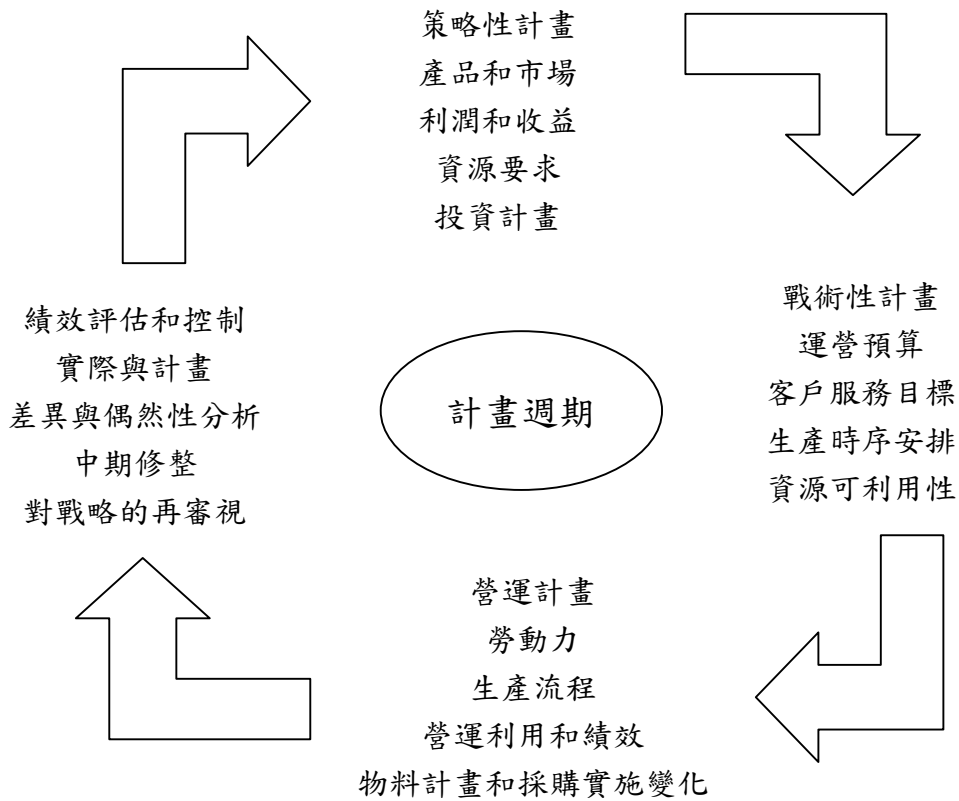 策略性計畫
產品和市場
利潤和收益
資源要求
投資計畫
戰術性計畫
運營預算
客戶服務目標
生產時序安排
資源可利用性
計畫週期
績效評估和控制
實際與計畫
差異與偶然性分析
中期修整
對戰略的再審視
營運計畫
勞動力
生產流程
營運利用和績效
物料計畫和採購實施變化